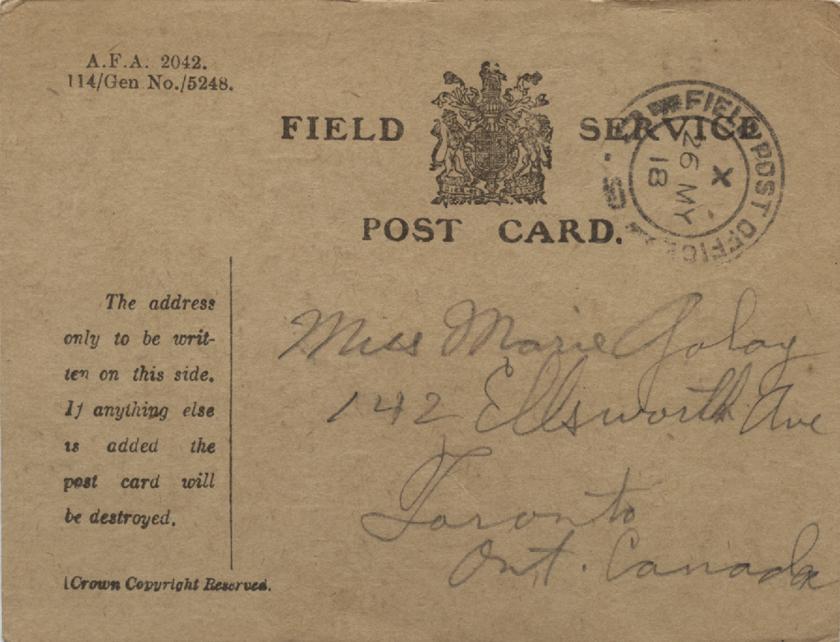 A.F.A. 2042.
114/Gen No./5248.
FIELD SERVICE
POST CARD.
FIELD POST OFFICE
X
26 MY
18
The address
only to be writ-
ten on this side.
If anything else
is added the
post card will
be destroyed.
[Crown Copyright Reserved.
Miss Marie Golay
142 Ellsworth Ave
Toronto
Ont. Canada